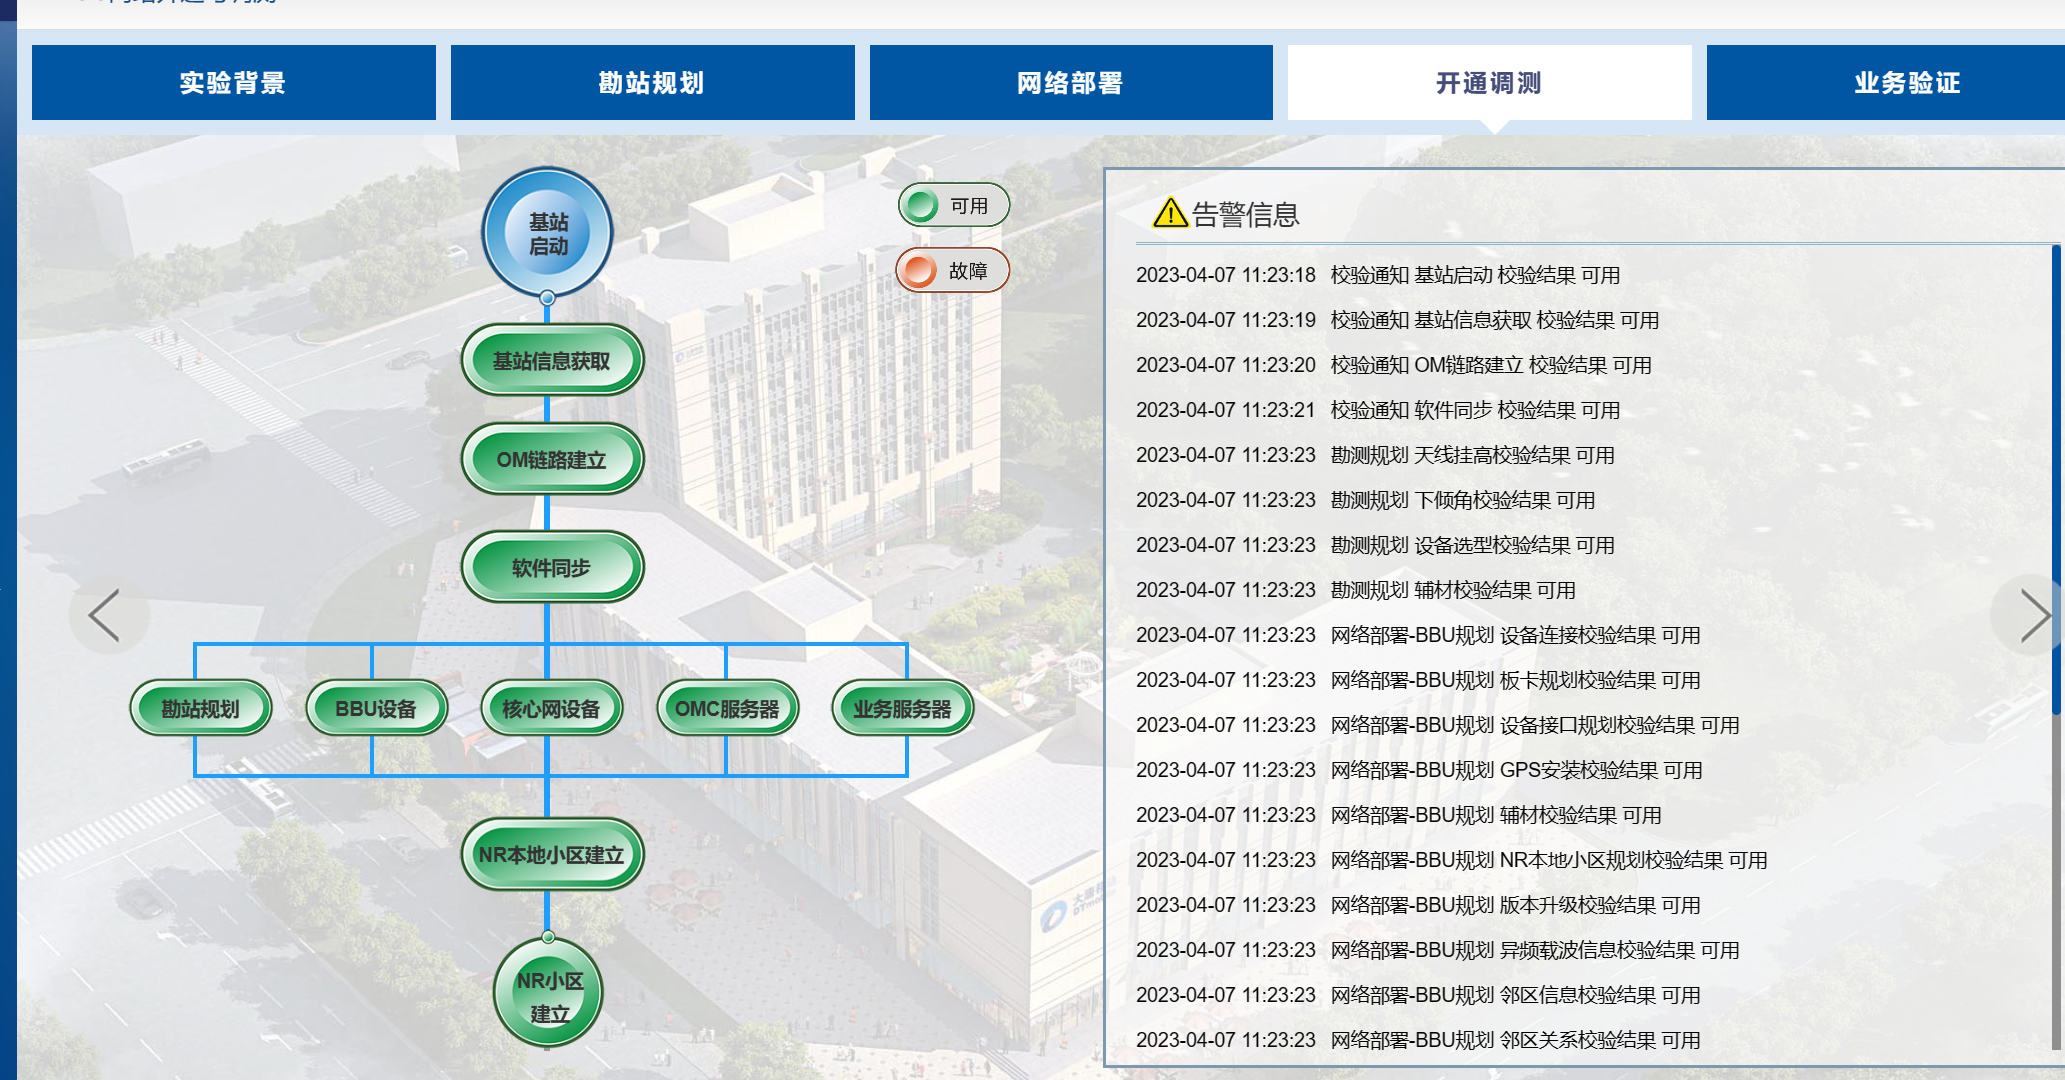 实验背景
勘站规划
网络部署
开通调测
业务验证
基站
启动
可用
故障
基站信息获取
OM链路建立
软件同步
勘站规划
BBU设备
核心网设备
OMC服务器
业务服务器
NR本地小区建立
NR小区
建立
告警信息
2023-04-07 11:23:18 校验通知 基站启动 校验结果 可用
2023-04-07 11:23:19 校验通知 基站信息获取 校验结果 可用
2023-04-07 11:23:20 校验通知 OM链路建立 校验结果 可用
2023-04-07 11:23:21 校验通知 软件同步 校验结果 可用
2023-04-07 11:23:23 勘测规划 天线挂高校验结果 可用
2023-04-07 11:23:23 勘测规划 下倾角校验结果 可用
2023-04-07 11:23:23 勘测规划 设备选型校验结果 可用
2023-04-07 11:23:23 勘测规划 辅材校验结果 可用
2023-04-07 11:23:23 网络部署-BBU规划 设备连接校验结果 可用
2023-04-07 11:23:23 网络部署-BBU规划 板卡规划校验结果 可用
2023-04-07 11:23:23 网络部署-BBU规划 设备接口规划校验结果 可用
2023-04-07 11:23:23 网络部署-BBU规划 GPS安装校验结果 可用
2023-04-07 11:23:23 网络部署-BBU规划 辅材校验结果 可用
2023-04-07 11:23:23 网络部署-BBU规划 NR本地小区规划校验结果 可用
2023-04-07 11:23:23 网络部署-BBU规划 版本升级校验结果 可用
2023-04-07 11:23:23 网络部署-BBU规划 异频载波信息校验结果 可用
2023-04-07 11:23:23 网络部署-BBU规划 邻区信息校验结果 可用
2023-04-07 11:23:23 网络部署-BBU规划 邻区关系校验结果 可用